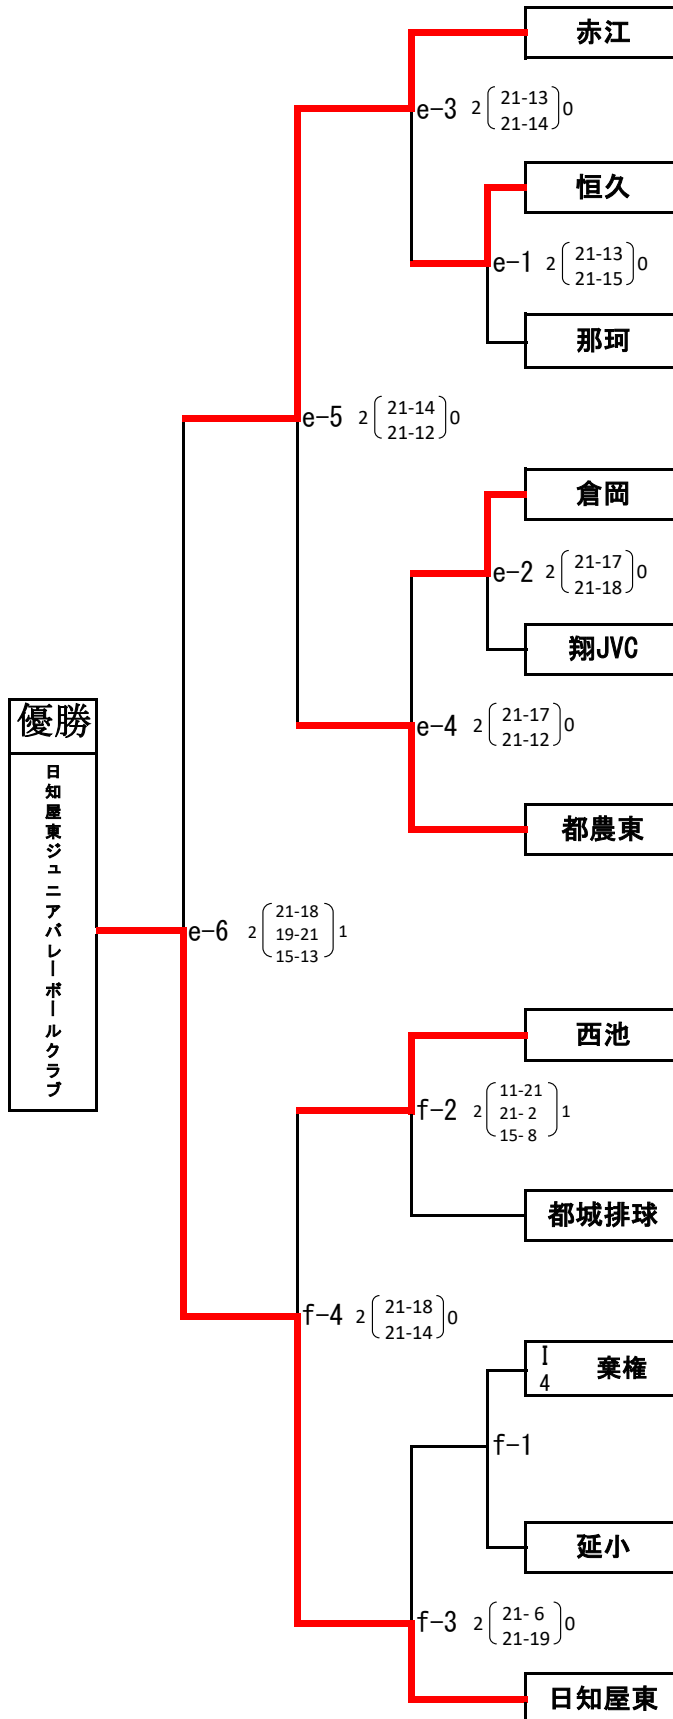 赤江
e-3 2 21-13 0
21-14
恒久
e-1 2 21-13 0
21-15
那珂
e-5 2 21-14 0
21-12
倉岡
e-2 2 21-17 0
21-18
翔JVC
e-4 2 21-17 0
21-12
都農東
優勝
日知屋東ジュニアバレーボールクラブ
e-6 2 21-18 1
19-21
15-13
西池
f-2 2 11-21 1
21- 2
15- 8
都城排球
f-4 2 21-18 0
21-14
I4 棄権
f-1
延小
f-3 2 21- 6 0
21-19
日知屋東